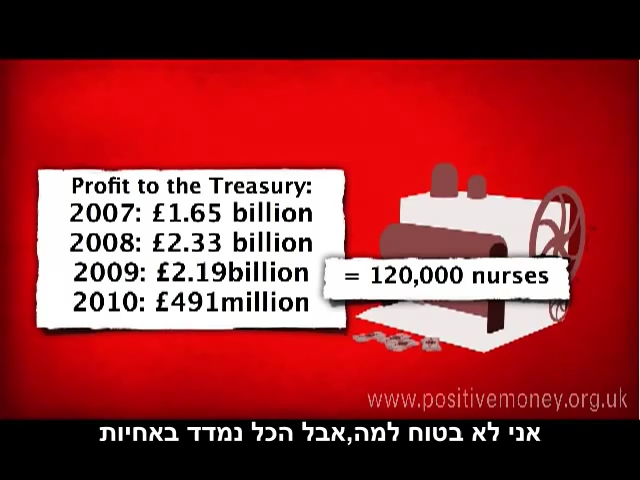 Profit to the Treasury:
2007: £1.65 billion
2008: £2.33 billion
2009: £2.19billion
= 120,000 nurses
2010: £491million
www.positivemoney.org.uk
אני לא בטוח למה,אבל הכל נמדד באחיות